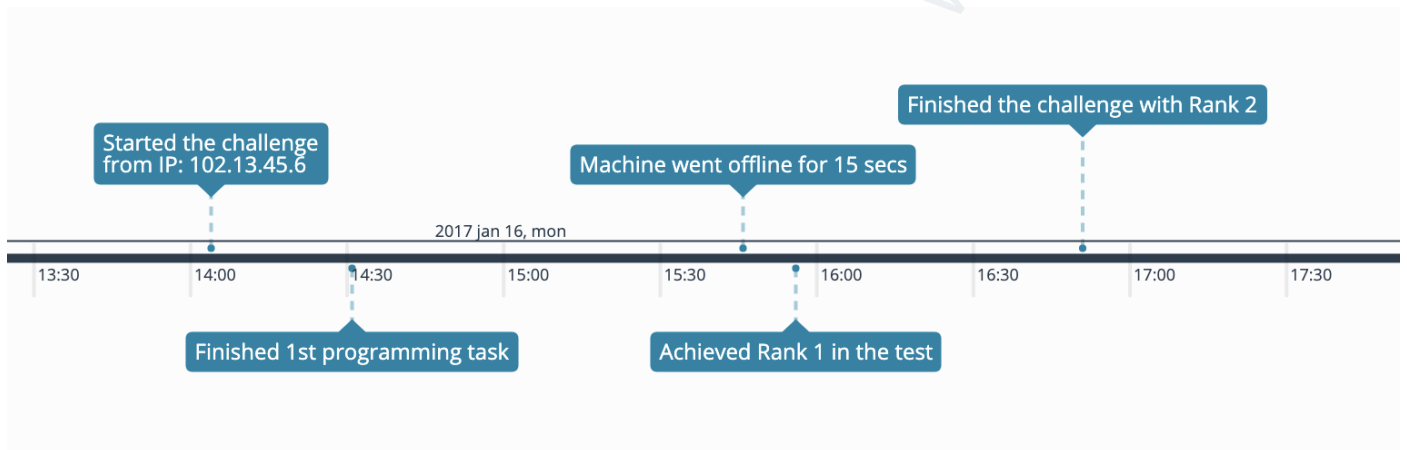 Finished the challenge with Rank 2
Started the challenge
from IP: 102.13.45.6
Machine went offline for 15 secs
2017 jan 16, mon
13:30
14:00
14:30
15:00
15:30
16:00
16:30
17:00
17:30
Finished 1st programming task
Achieved Rank 1 in the test